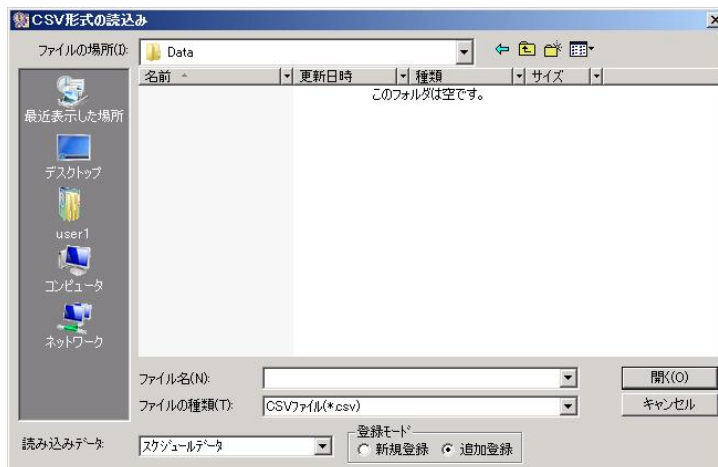 CSV形式の読込み
ファイルの場所(I):
Data
名前
更新日時
種類
サイズ
このフォルダは空です。
最近表示した場所
デスクトップ
user1
コンピュータ
ネットワーク
ファイル名(N):
開く(O)
ファイルの種類(T):
CSVファイル(*.csv)
キャンセル
読み込みデータ
スケジュールデータ
登録モード
新規登録
追加登録